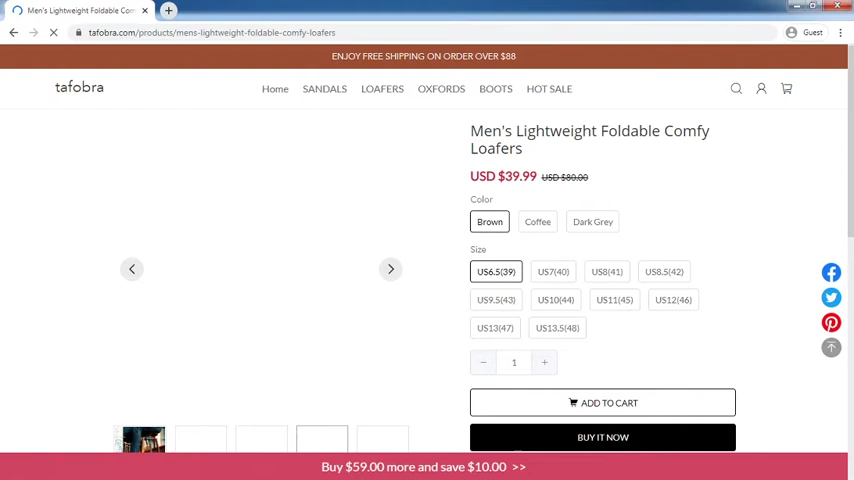 Men's Lightweight Foldable Com
Guest
tafobra.com/products/mens-lightweight-foldable-comfy-loafers
ENJOY FREE SHIPPING ON ORDER OVER $88
tafobra
Home SANDALS LOAFERS OXFORDS BOOTS HOT SALE
Men's Lightweight Foldable Comfy
Loafers
USD $39.99 USD $80.00
Color
Brown Coffee Dark Grey
Size
US6.5(39) US7(40) US8(41) US8.5(42)
US9.5(43) US10(44) US11(45) US12(46)
US13(47) US13.5(48)
− 1 +
ADD TO CART
BUY IT NOW
Buy $59.00 more and save $10.00 >>